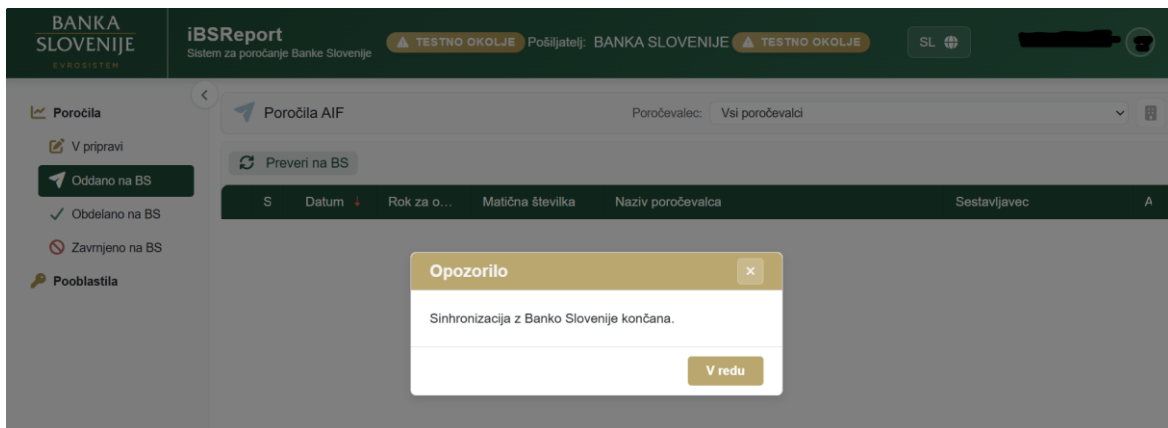 BANKA
SLOVENIJE
EVROSISTEM
iBSReport
Sistem za poročanje Banke Slovenije
TESTNO OKOLJE Pošiljatelj: BANKA SLOVENIJE TESTNO OKOLJE
SL
Poročila
V pripravi
Oddano na BS
Obdelano na BS
Zavrnjeno na BS
Pooblastila
Poročila AIF
Poročevalec: Vsi poročevalci
Preveri na BS
S Datum ↓ Rok za o... Matična številka Naziv poročevalca Sestavljavec A
Opozorilo
×
Sinhronizacija z Banko Slovenije končana.
V redu